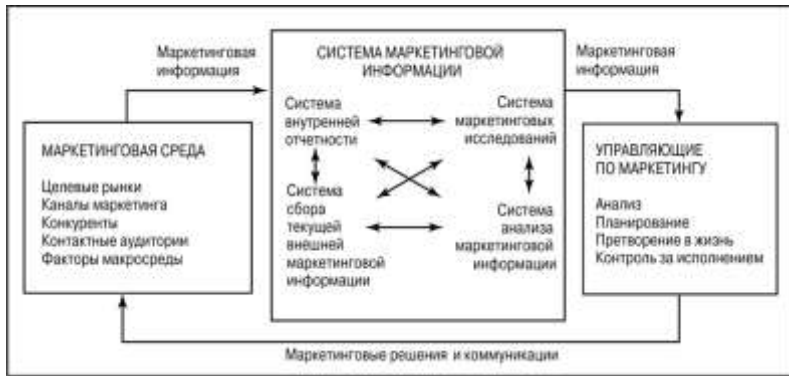 Маркетинговая
информация
СИСТЕМА МАРКЕТИНГОВОЙ
ИНФОРМАЦИИ
Маркетинговая
информация
Система
внутренней
отчетности
Система
маркетинговых
исследований
МАРКЕТИНГОВАЯ СРЕДА
Целевые рынки
Каналы маркетинга
Конкуренты
Контактные аудитории
Факторы макросреды
Система
сбора
текущей
внешней
маркетинговой
информации
Система
анализа
маркетинговой
информации
УПРАВЛЯЮЩИЕ
ПО МАРКЕТИНГУ
Анализ
Планирование
Претворение в жизнь
Контроль за исполнением
Маркетинговые решения и коммуникации